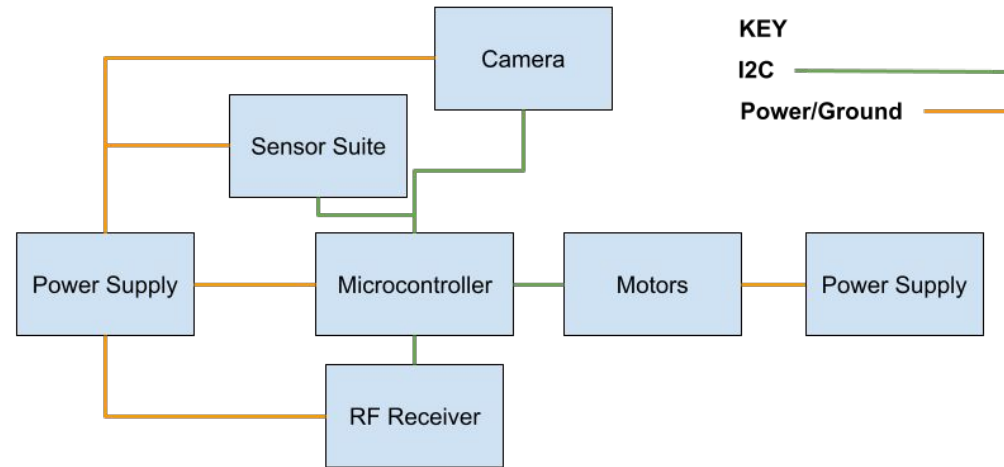 KEY
Camera
I2C
Power/Ground
Sensor Suite
Power Supply
Microcontroller
Motors
Power Supply
RF Receiver